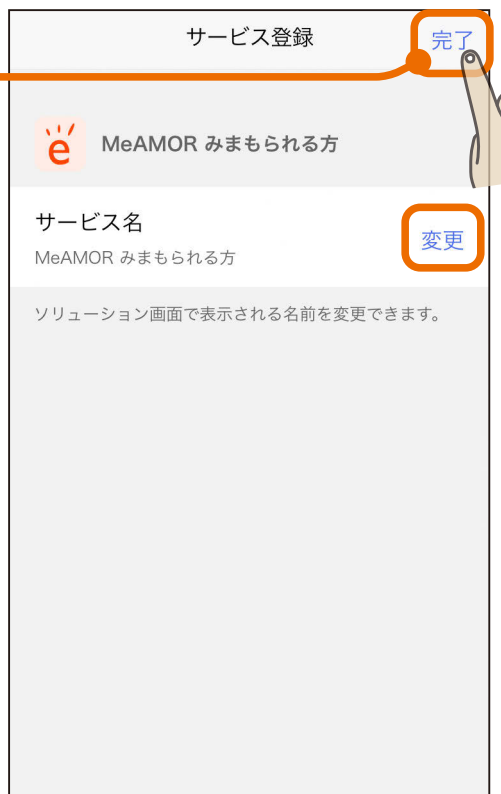 サービス登録
完了
e
MeAMOR みまもられる方
サービス名
MeAMOR みまもられる方
変更
ソリューション画面で表示される名前を変更できます。